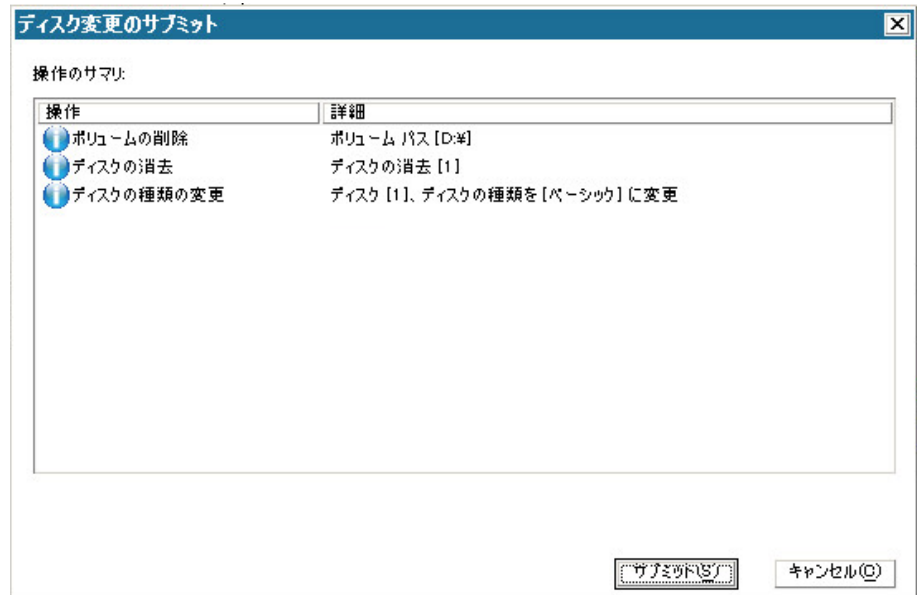 ディスク変更のサブミット
操作のサマリ:
操作 詳細
ボリュームの削除 ボリューム パス [D:¥]
ディスクの消去 ディスクの消去 [1]
ディスクの種類の変更 ディスク [1]、ディスクの種類を [ベーシック] に変更
サブミット(S) キャンセル(C)